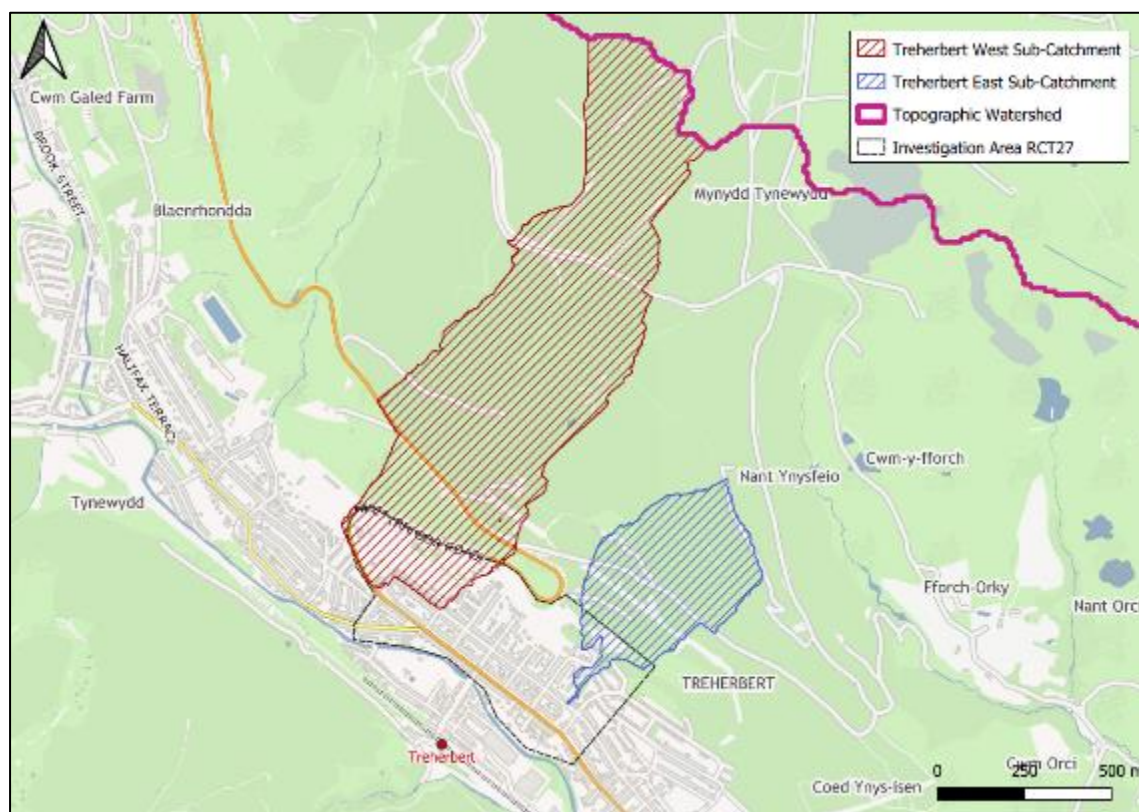 Treherbert West Sub-Catchment
Treherbert East Sub-Catchment
Topographic Watershed
Investigation Area RCT27
Cwm Galed Farm
BROOK STREET
Blaenrhondda
Mynydd Tynewydd
HALIFAX TERRACE
Tynewydd
Cwm-y-fforch
Nant Ynysfeio
Fforch-Orky
Nant Orci
TREHERBERT
Treherbert
Cwm Orci
Coed Ynys-isen
0 250 500 m